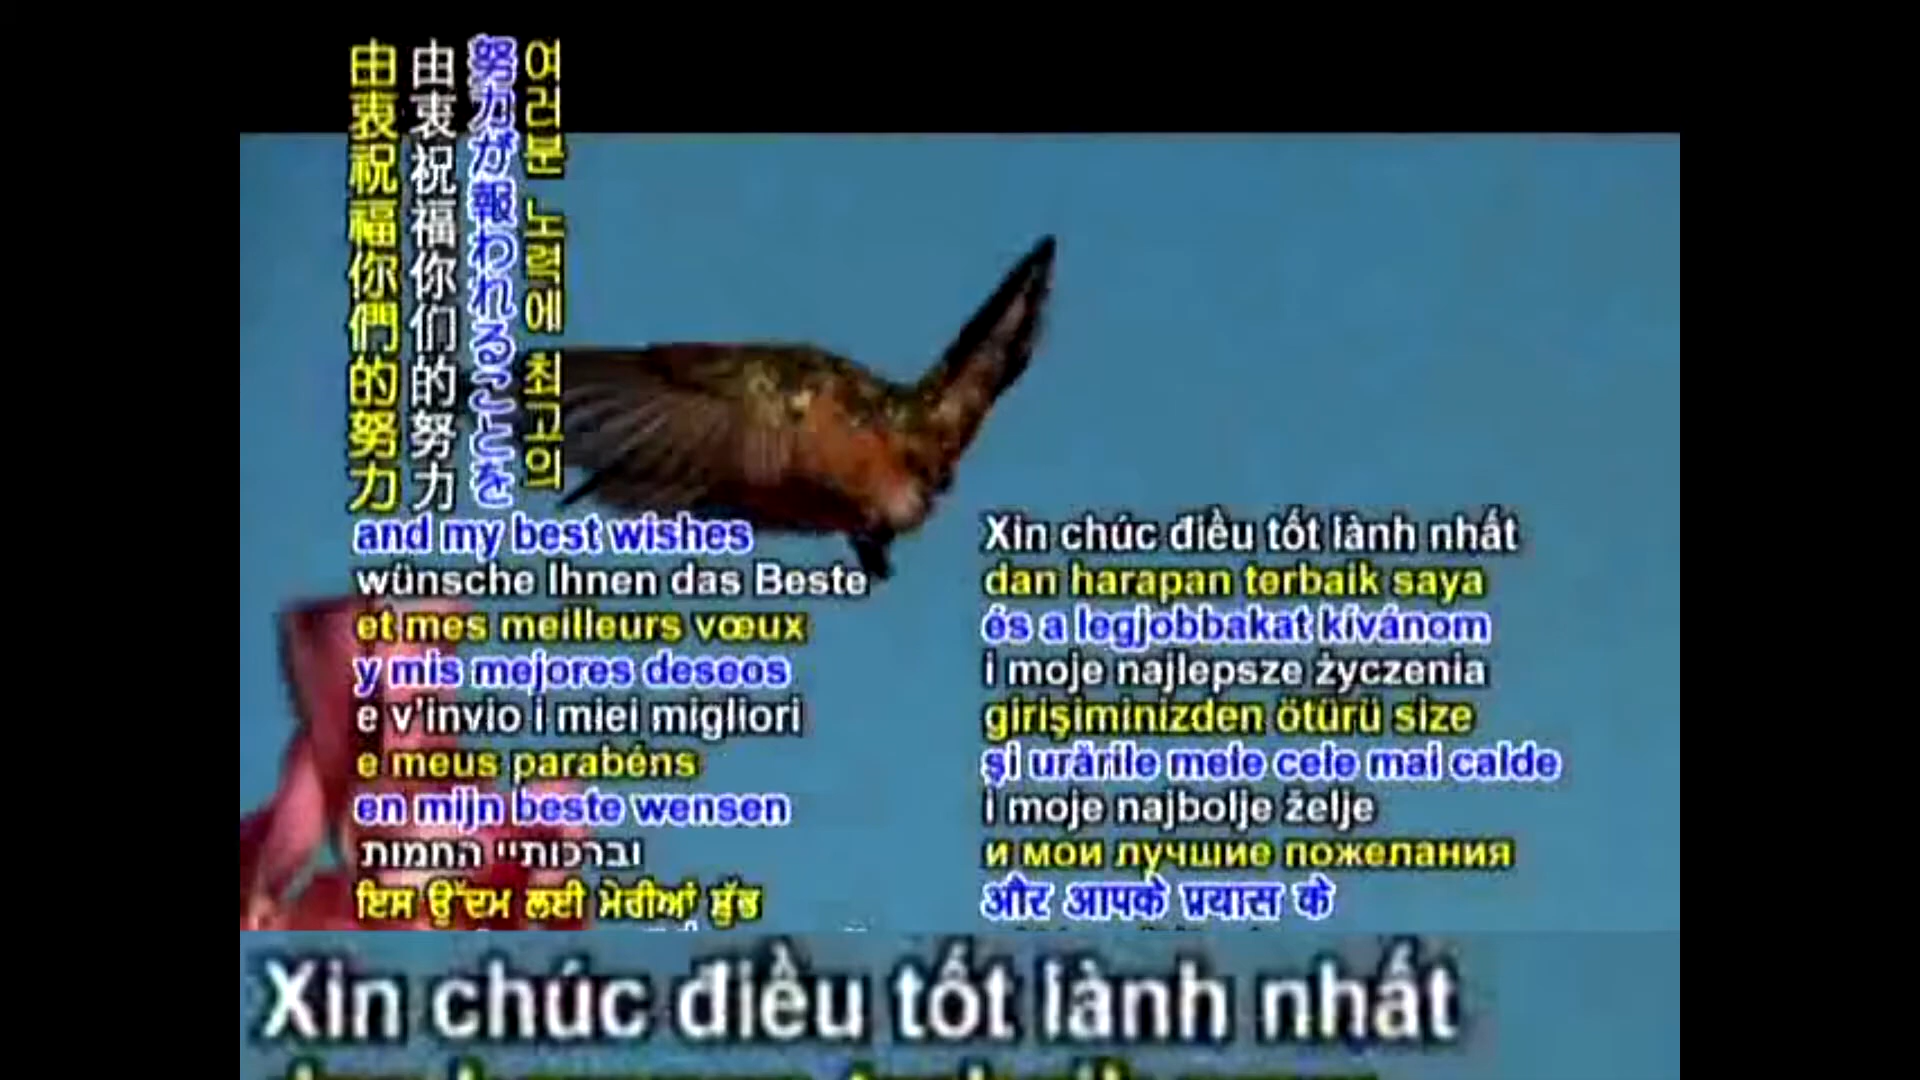 由衷祝福你們的努力
由衷祝福你们的努力
努力が報われることを
여러분 노력에 최고의
and my best wishes
wünsche Ihnen das Beste
et mes meilleurs vœux
y mis mejores deseos
e v'invio i miei migliori
e meus parabéns
en mijn beste wensen
וברכותיי החמות
ਇਸ ਉੱਦਮ ਲਈ ਮੇਰੀਆਂ ਸ਼ੁੱਭ
Xin chúc điều tốt lành nhất
dan harapan terbaik saya
és a legjobbakat kívánom
i moje najlepsze życzenia
girişiminizden ötürü size
şi urările mele cele mai calde
i moje najbolje želje
и мои лучшие пожелания
और आपके प्रयास के
Xin chúc điều tốt lành nhất